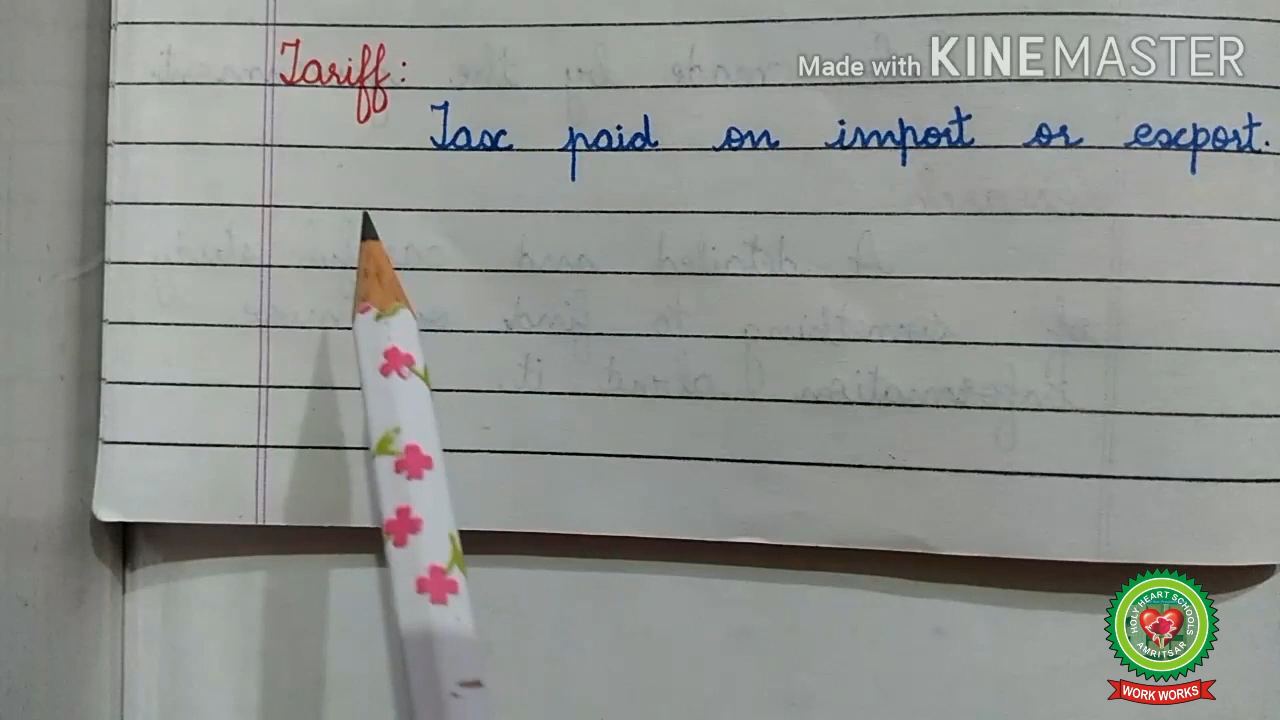 Made with KINEMASTER
Tariff:
Tax paid on import or export.
HOLY HEART SCHOOLS
AMRITSAR
WORK WORKS